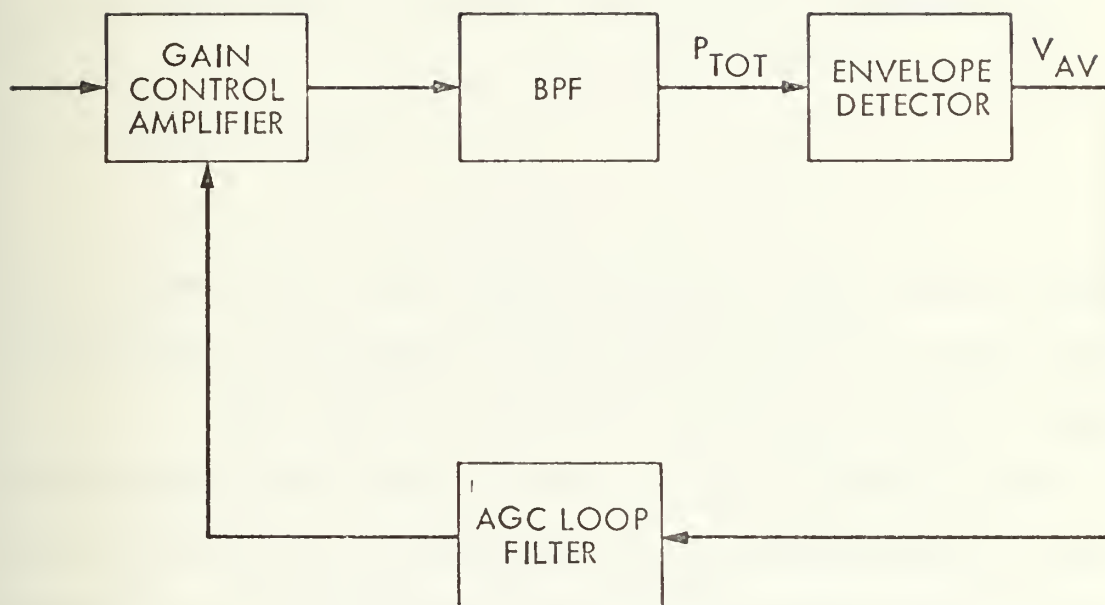 GAIN
CONTROL
AMPLIFIER
BPF
P_TOT
ENVELOPE
DETECTOR
V_AV
AGC LOOP
FILTER